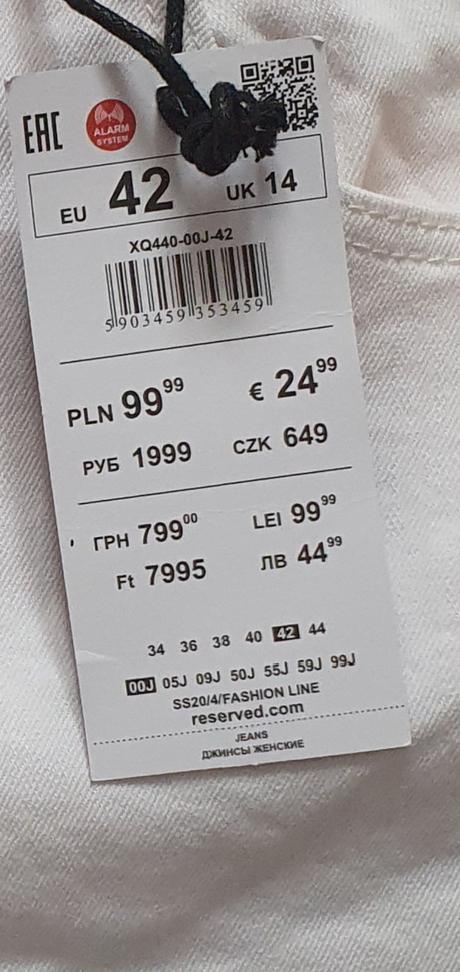 EAC
ALARM
SYSTEM
EU 42 UK 14
XQ440-00J-42
5903459353459
PLN 99⁹⁹ € 24⁹⁹
РУБ 1999 CZK 649
ГРН 799⁰⁰ LEI 99⁹⁹
Ft 7995 ЛВ 44⁹⁹
34 36 38 40 42 44
00J 05J 09J 50J 55J 59J 99J
SS20/4/FASHION LINE
reserved.com
JEANS
ДЖИНСЫ ЖЕНСКИЕ